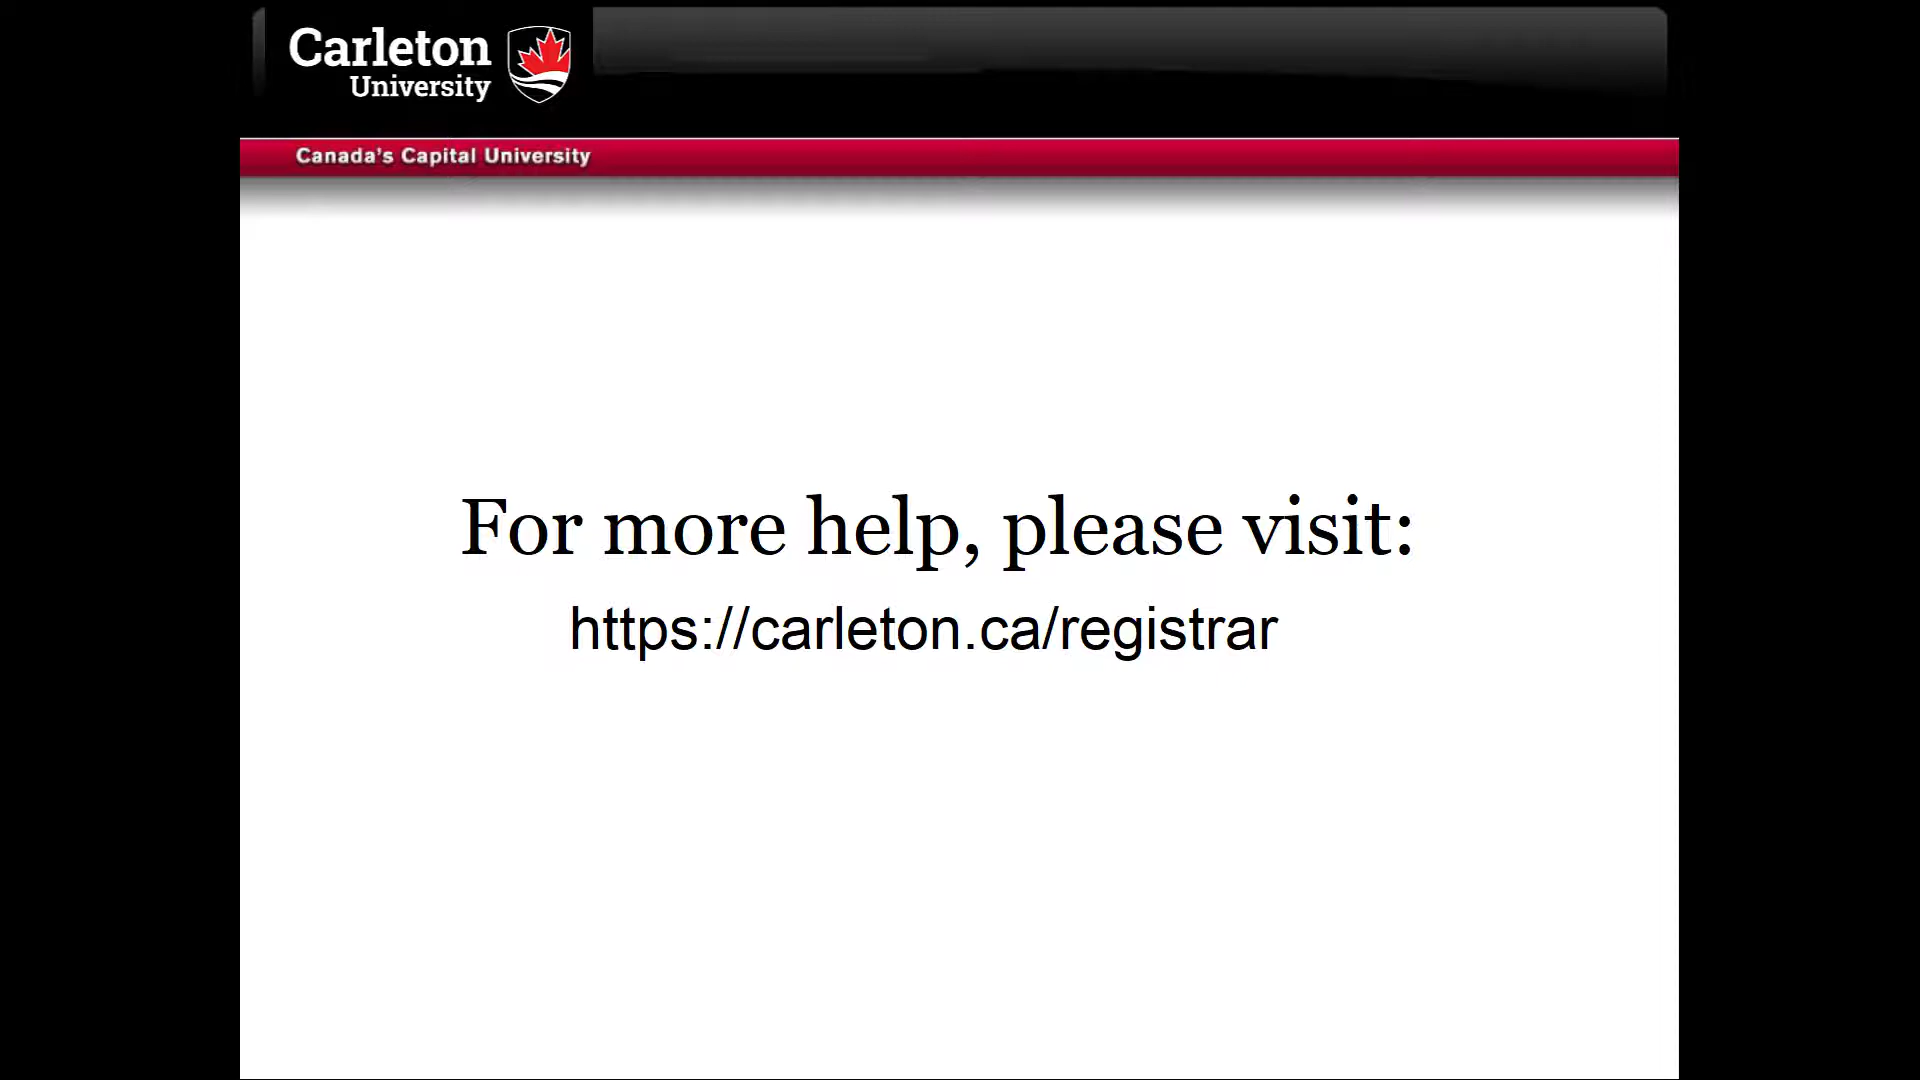 Carleton
University
Canada's Capital University
For more help, please visit:
https://carleton.ca/registrar